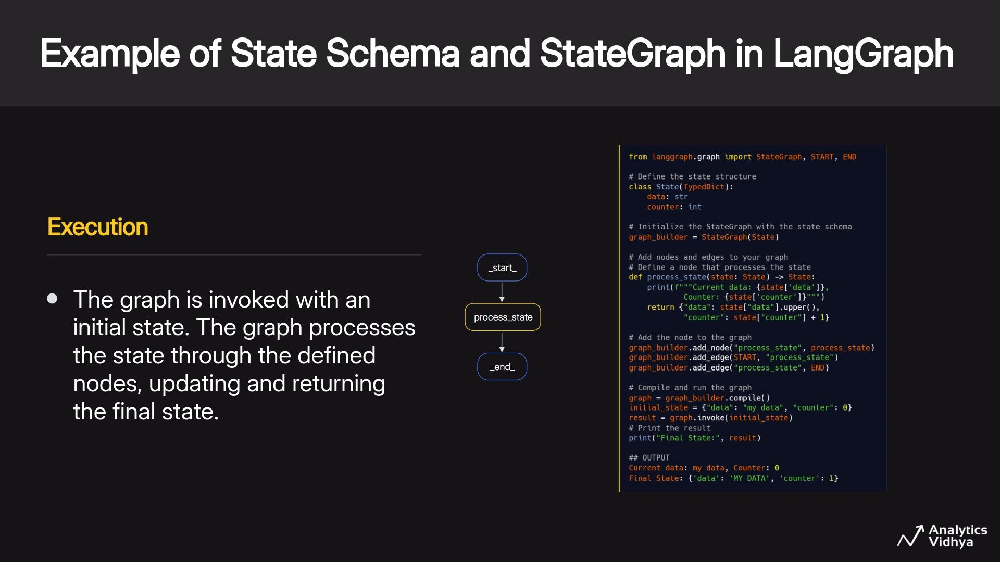 Example of State Schema and StateGraph in LangGraph
Execution
The graph is invoked with an
initial state. The graph processes
the state through the defined
nodes, updating and returning
the final state.
_start_
process_state
_end_
from langgraph.graph import StateGraph, START, END
# Define the state structure
class State(TypedDict):
    data: str
    counter: int
# Initialize the StateGraph with the state schema
graph_builder = StateGraph(State)
# Add nodes and edges to your graph
# Define a node that processes the state
def process_state(state: State) -> State:
    print(f"""Current data: {state['data']},
            Counter: {state['counter']}""")
    return {"data": state["data"].upper(),
            "counter": state["counter"] + 1}
# Add the node to the graph
graph_builder.add_node("process_state", process_state)
graph_builder.add_edge(START, "process_state")
graph_builder.add_edge("process_state", END)
# Compile and run the graph
graph = graph_builder.compile()
initial_state = {"data": "my data", "counter": 0}
result = graph.invoke(initial_state)
# Print the result
print("Final State:", result)
## OUTPUT
Current data: my data, Counter: 0
Final State: {'data': 'MY DATA', 'counter': 1}
Analytics
Vidhya